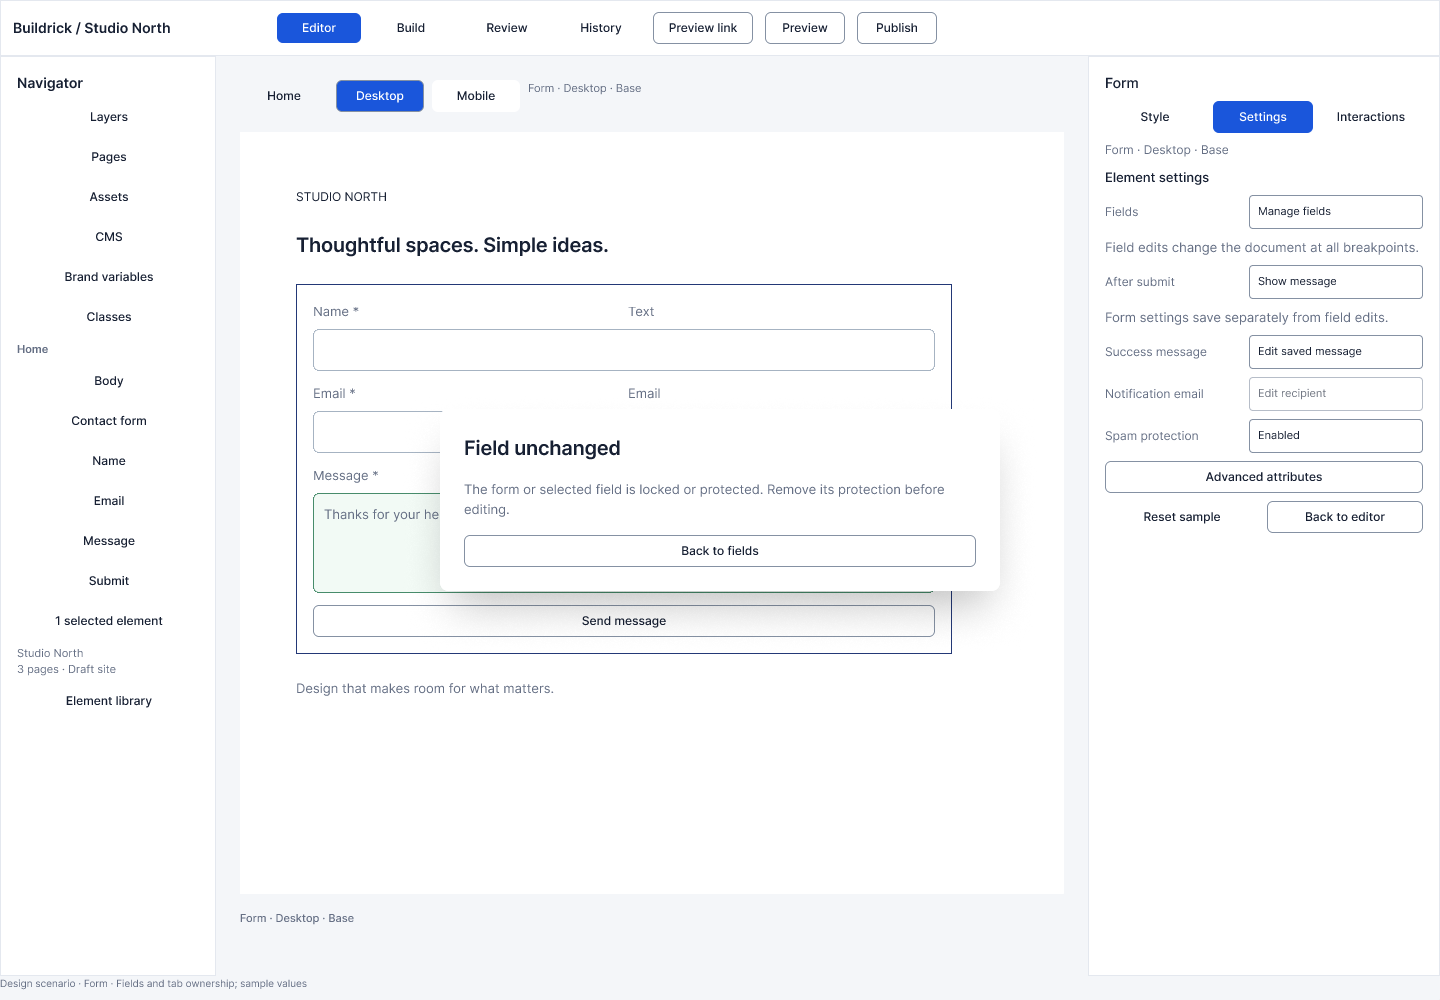 Buildrick / Studio North
Editor
Build
Review
History
Preview link
Preview
Publish
Navigator
Layers
Pages
Assets
CMS
Brand variables
Classes
Home
Body
Contact form
Name
Email
Message
Submit
1 selected element
Studio North
3 pages · Draft site
Element library
Home
Desktop
Mobile
Form · Desktop · Base
STUDIO NORTH
Thoughtful spaces. Simple ideas.
Name *
Text
Email *
Email
Message *
Thanks for your he
Field unchanged
The form or selected field is locked or protected. Remove its protection before
editing.
Back to fields
Send message
Design that makes room for what matters.
Form · Desktop · Base
Form
Style
Settings
Interactions
Form · Desktop · Base
Element settings
Fields
Manage fields
Field edits change the document at all breakpoints.
After submit
Show message
Form settings save separately from field edits.
Success message
Edit saved message
Notification email
Edit recipient
Spam protection
Enabled
Advanced attributes
Reset sample
Back to editor
Design scenario · Form · Fields and tab ownership; sample values